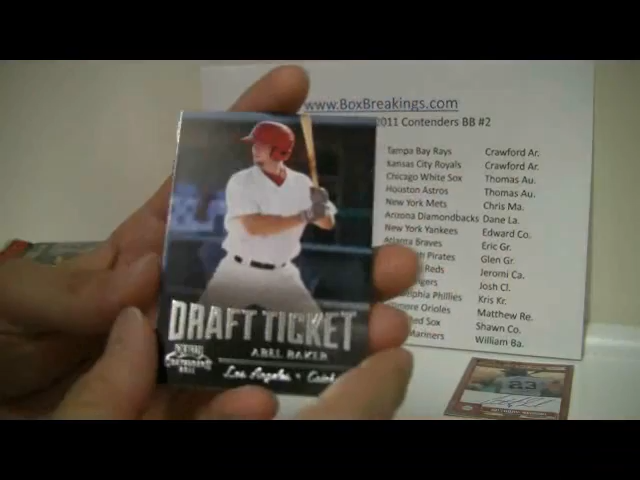 www.BoxBreakings.com
2011 Contenders BB #2
Tampa Bay Rays Crawford Ar.
Kansas City Royals Crawford Ar.
Chicago White Sox Thomas Au.
Houston Astros Thomas Au.
New York Mets Chris Ma.
Arizona Diamondbacks Dane La.
New York Yankees Edward Co.
Atlanta Braves Eric Gr.
Pirates Glen Gr.
Reds Jeromi Ca.
Josh Cl.
Phillies Kris Kr.
Orioles Matthew Re.
Sox Shawn Co.
Mariners William Ba.
DRAFT TICKET
ABEL BAKER
Los Angeles
2011
23